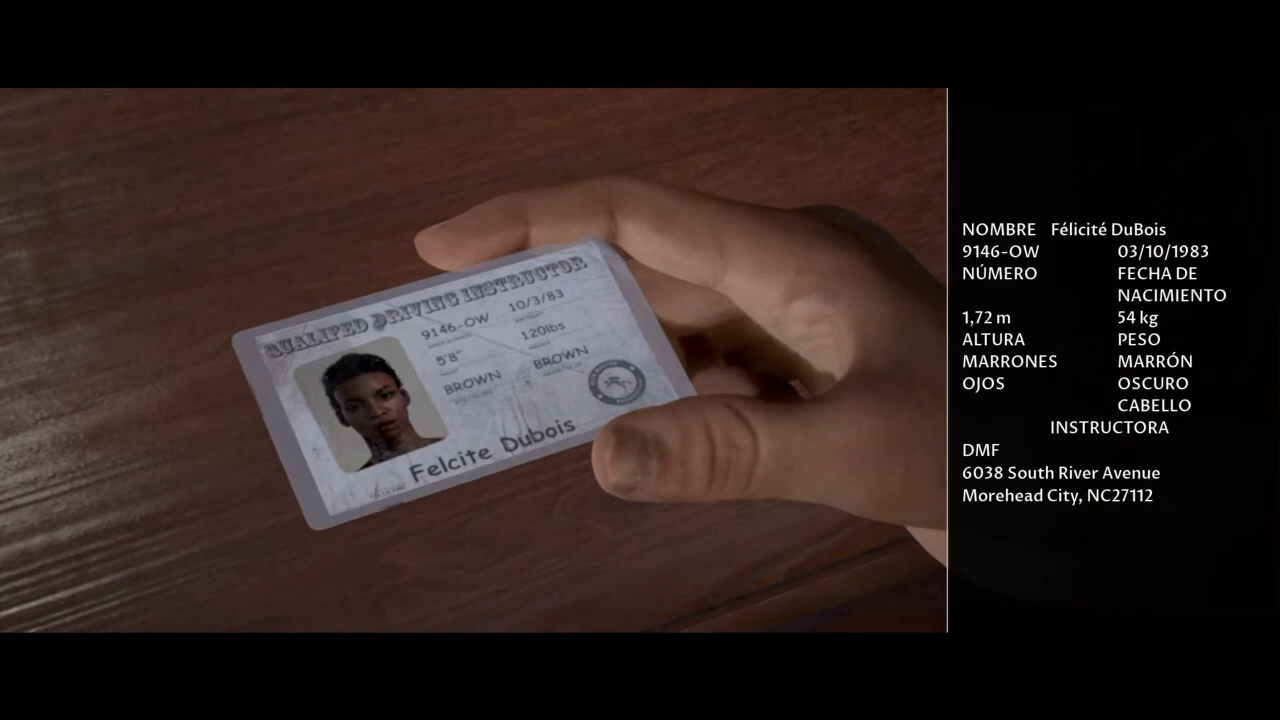 QUALIFED DRIVING INSTRUCTOR
9146-OW 10/3/83
5'8" 120lbs
BROWN BROWN
Felcite Dubois
NOMBRE Félicité DuBois
9146-OW 03/10/1983
NÚMERO FECHA DE
NACIMIENTO
1,72 m 54 kg
ALTURA PESO
MARRONES MARRÓN
OJOS OSCURO
CABELLO
INSTRUCTORA
DMF
6038 South River Avenue
Morehead City, NC27112